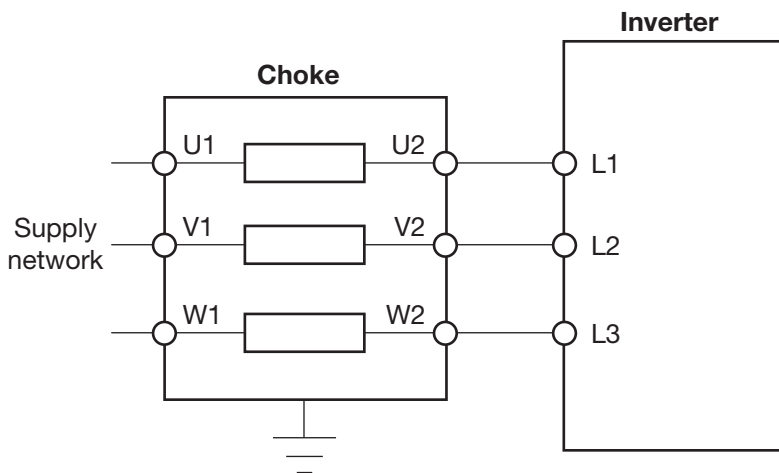 Inverter
Choke
U1 U2 L1
Supply
network
V1 V2 L2
W1 W2 L3